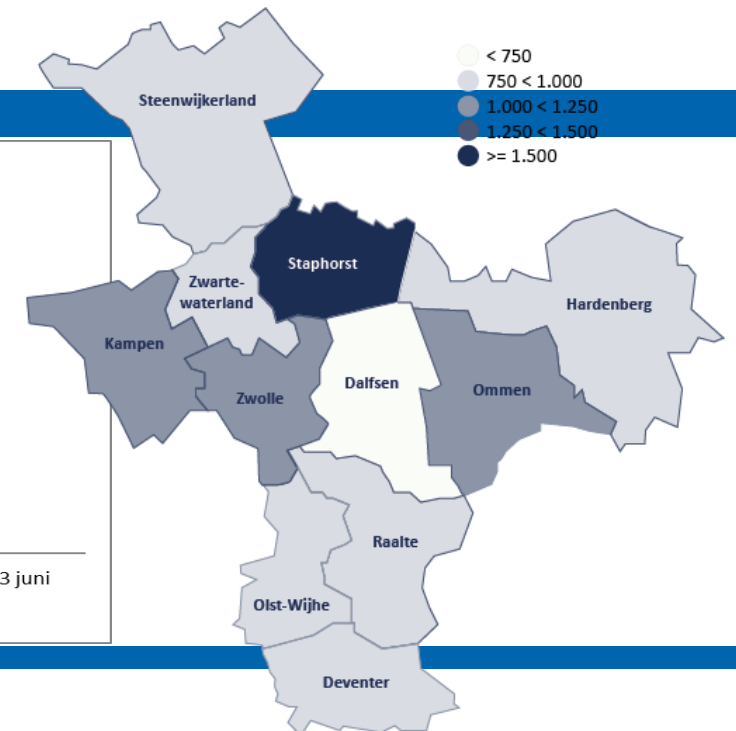 < 750
750 < 1.000
1.000 < 1.250
1.250 < 1.500
>= 1.500
Steenwijkerland
Staphorst
Zwarte-
waterland
Hardenberg
Kampen
Dalfsen
Ommen
Zwolle
Raalte
3 juni
Olst-Wijhe
Deventer